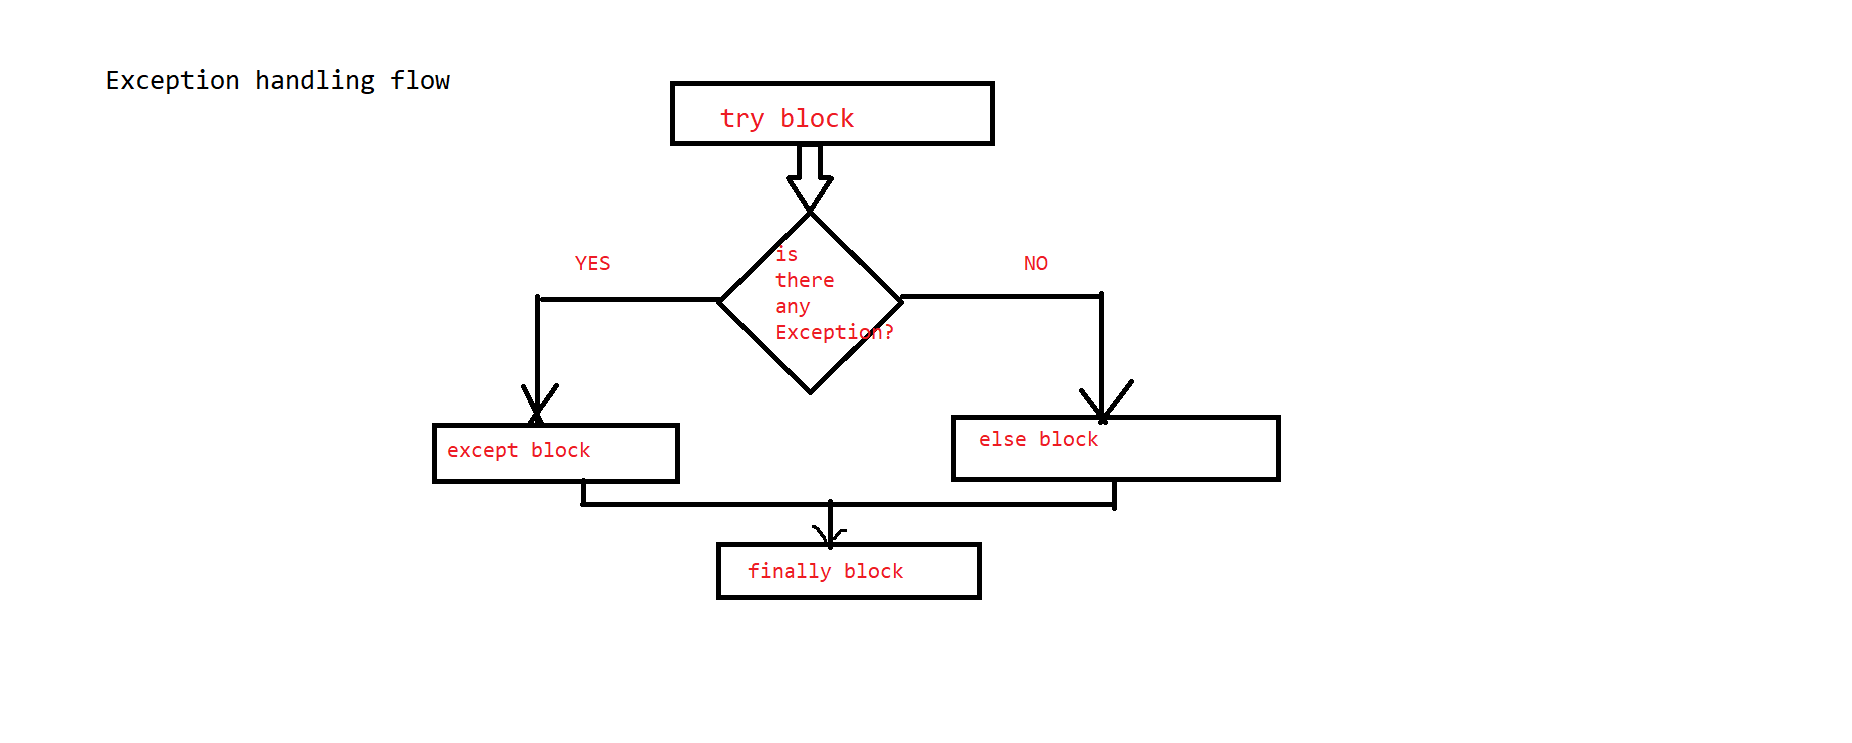 Exception handling flow
try block
YES
is
there
any
Exception?
NO
except block
else block
finally block